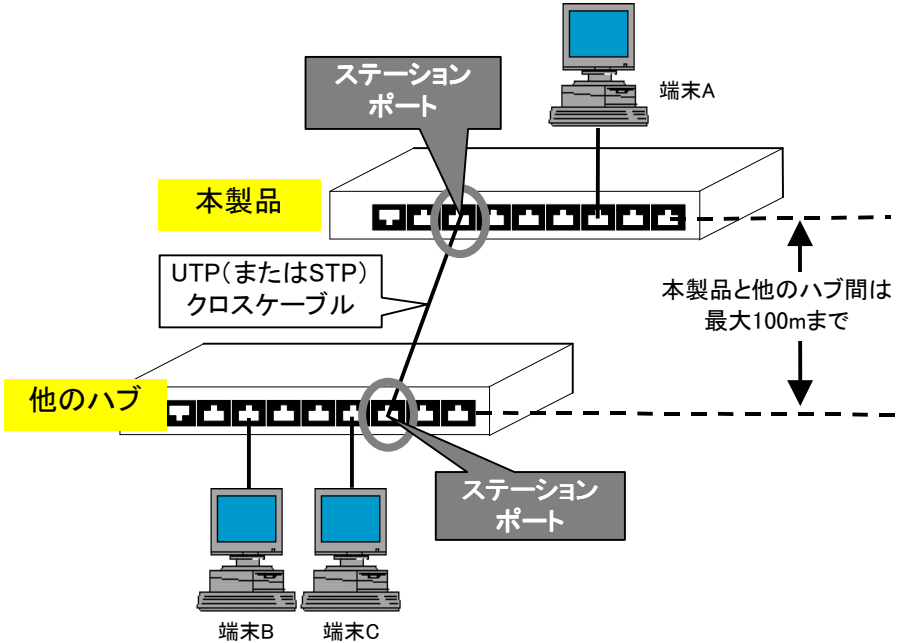 ステーション
ポート
端末A
本製品
UTP(またはSTP)
クロスケーブル
本製品と他のハブ間は
最大100mまで
他のハブ
ステーション
ポート
端末B
端末C